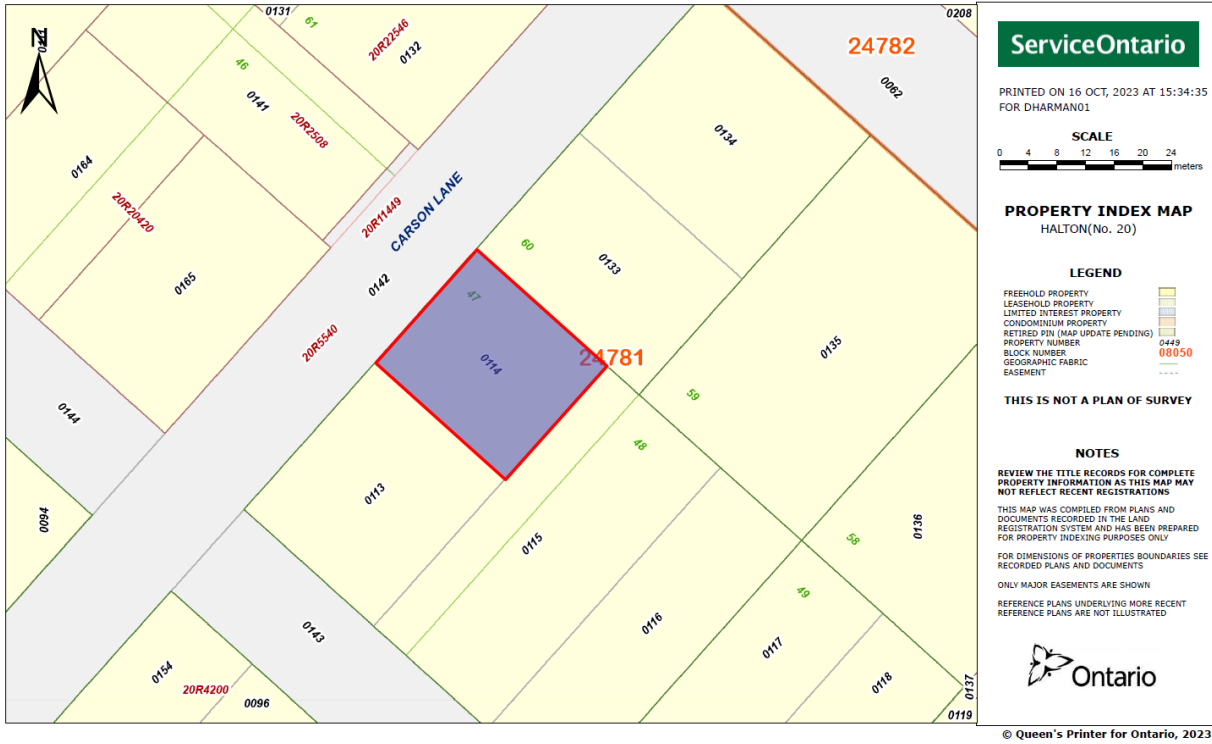 0131
61
20R22546
0132
0208
24782
0062
N
46
0141
20R2508
0134
0164
20R20420
20R11449
CARSON LANE
60
0133
0165
0142
47
20R5540
0114
24781
0135
59
0144
48
0113
0094
0115
0136
58
49
0143
0116
0117
0154
20R4200
0096
0118
0137
0119
ServiceOntario
PRINTED ON 16 OCT, 2023 AT 15:34:35
FOR DHARMAN01
SCALE
0 4 8 12 16 20 24
meters
PROPERTY INDEX MAP
HALTON(No. 20)
LEGEND
FREEHOLD PROPERTY
LEASEHOLD PROPERTY
LIMITED INTEREST PROPERTY
CONDOMINIUM PROPERTY
RETIRED PIN (MAP UPDATE PENDING)
PROPERTY NUMBER 0449
BLOCK NUMBER 08050
GEOGRAPHIC FABRIC
EASEMENT
THIS IS NOT A PLAN OF SURVEY
NOTES
REVIEW THE TITLE RECORDS FOR COMPLETE
PROPERTY INFORMATION AS THIS MAP MAY
NOT REFLECT RECENT REGISTRATIONS
THIS MAP WAS COMPILED FROM PLANS AND
DOCUMENTS RECORDED IN THE LAND
REGISTRATION SYSTEM AND HAS BEEN PREPARED
FOR PROPERTY INDEXING PURPOSES ONLY
FOR DIMENSIONS OF PROPERTIES BOUNDARIES SEE
RECORDED PLANS AND DOCUMENTS
ONLY MAJOR EASEMENTS ARE SHOWN
REFERENCE PLANS UNDERLYING MORE RECENT
REFERENCE PLANS ARE NOT ILLUSTRATED
Ontario
© Queen's Printer for Ontario, 2023